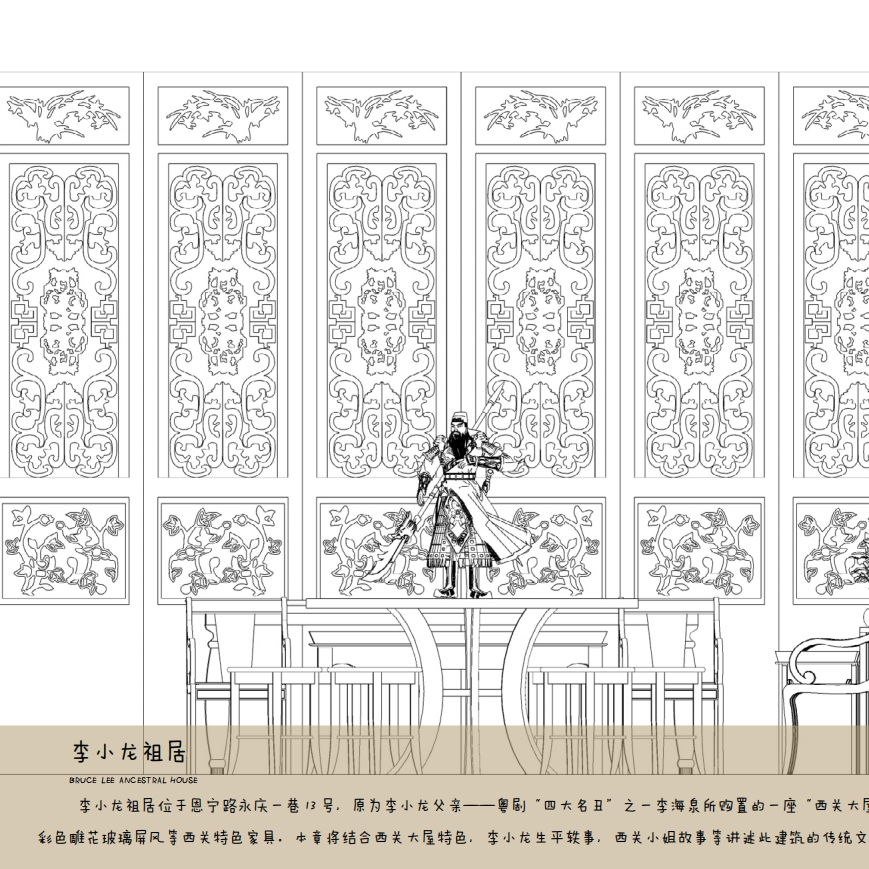 李小龙祖居
BRUCE LEE ANCESTRAL HOUSE
李小龙祖居位于恩宁路永庆一巷13号，原为李小龙父亲——粤剧“四大名丑”之一李海泉所购置的一座“西关大屋
彩色雕花玻璃屏风等西关特色家具。本章将结合西关大屋特色，李小龙生平轶事，西关小姐故事等讲述此建筑的传统文